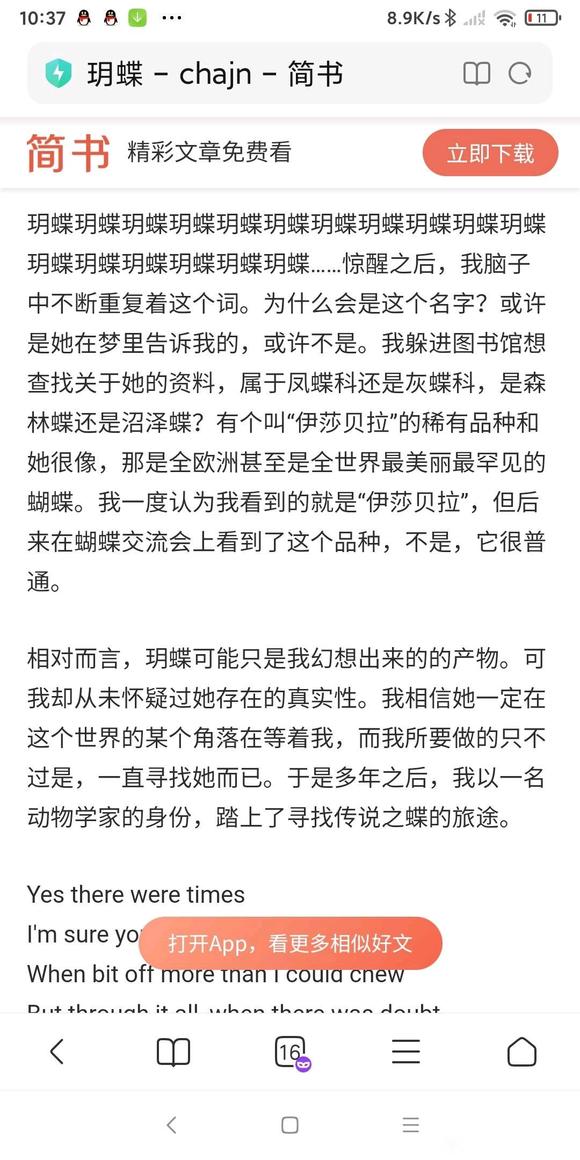 10:37 8.9K/s 11
玥蝶 - chajn - 简书
简书 精彩文章免费看 立即下载
玥蝶玥蝶玥蝶玥蝶玥蝶玥蝶玥蝶玥蝶玥蝶玥蝶玥蝶
玥蝶玥蝶玥蝶玥蝶玥蝶玥蝶……惊醒之后，我脑子
中不断重复着这个词。为什么会是这个名字？或许
是她在梦里告诉我的，或许不是。我躲进图书馆想
查找关于她的资料，属于凤蝶科还是灰蝶科，是森
林蝶还是沼泽蝶？有个叫“伊莎贝拉”的稀有品种和
她很像，那是全欧洲甚至是全世界最美丽最罕见的
蝴蝶。我一度认为我看到的就是“伊莎贝拉”，但后
来在蝴蝶交流会上看到了这个品种，不是，它很普
通。
相对而言，玥蝶可能只是我幻想出来的的产物。可
我却从未怀疑过她存在的真实性。我相信她一定在
这个世界的某个角落在等着我，而我所要做的只不
过是，一直寻找她而已。于是多年之后，我以一名
动物学家的身份，踏上了寻找传说之蝶的旅途。
Yes there were times
I'm sure
打开App，看更多相似好文
When bit off more than I could chew
But through it all, when there was doubt
16